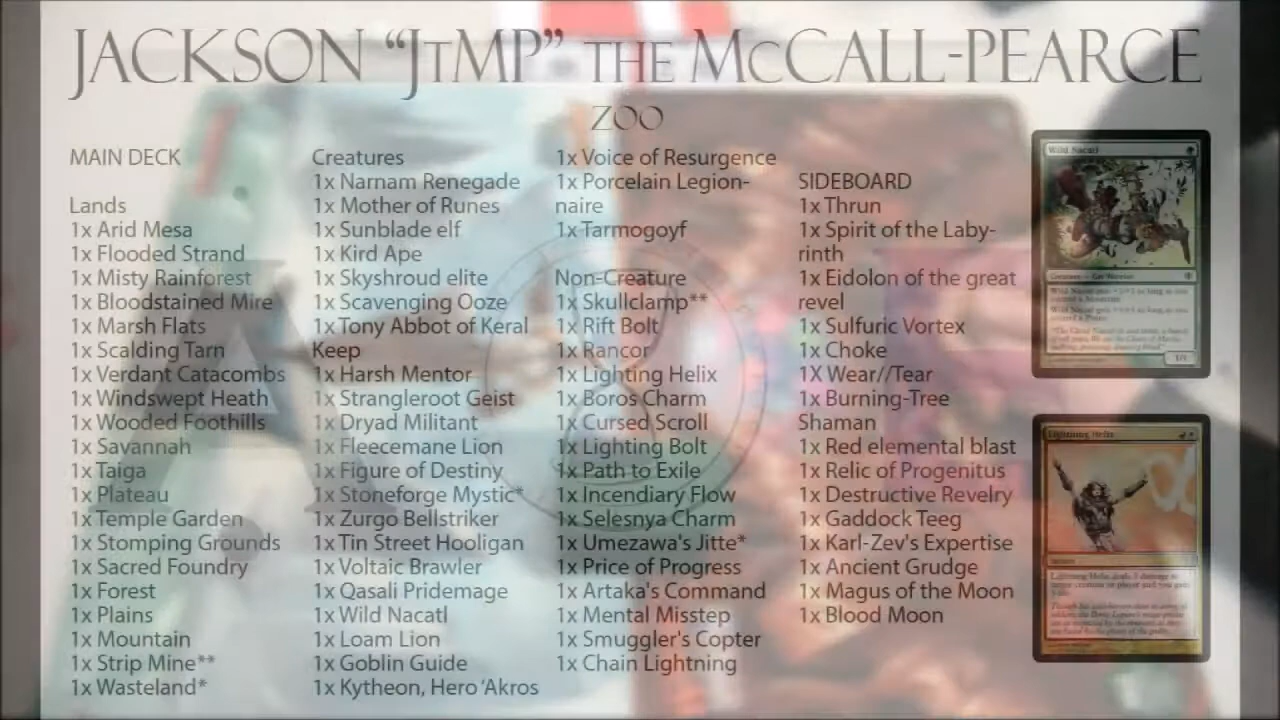 JACKSON “JTMP” THE MCCALL-PEARCE
ZOO
MAIN DECK
Lands
1x Arid Mesa
1x Flooded Strand
1x Misty Rainforest
1x Bloodstained Mire
1x Marsh Flats
1x Scalding Tarn
1x Verdant Catacombs
1x Windswept Heath
1x Wooded Foothills
1x Savannah
1x Taiga
1x Plateau
1x Temple Garden
1x Stomping Grounds
1x Sacred Foundry
1x Forest
1x Plains
1x Mountain
1x Strip Mine**
1x Wasteland*
Creatures
1x Narnam Renegade
1x Mother of Runes
1x Sunblade elf
1x Kird Ape
1x Skyshroud elite
1x Scavenging Ooze
1x Tony Abbot of Keral
Keep
1x Harsh Mentor
1x Strangleroot Geist
1x Dryad Militant
1x Fleecemane Lion
1x Figure of Destiny
1x Stoneforge Mystic*
1x Zurgo Bellstriker
1x Tin Street Hooligan
1x Voltaic Brawler
1x Qasali Pridemage
1x Wild Nacatl
1x Loam Lion
1x Goblin Guide
1x Kytheon, Hero ‘Akros
1x Voice of Resurgence
1x Porcelain Legion-
naire
1x Tarmogoyf
Non-Creature
1x Skullclamp**
1x Rift Bolt
1x Rancor
1x Lighting Helix
1x Boros Charm
1x Cursed Scroll
1x Lighting Bolt
1x Path to Exile
1x Incendiary Flow
1x Selesnya Charm
1x Umezawa's Jitte*
1x Price of Progress
1x Artaka's Command
1x Mental Misstep
1x Smuggler's Copter
1x Chain Lightning
SIDEBOARD
1x Thrun
1x Spirit of the Laby-
rinth
1x Eidolon of the great
revel
1x Sulfuric Vortex
1x Choke
1X Wear//Tear
1x Burning-Tree
Shaman
1x Red elemental blast
1x Relic of Progenitus
1x Destructive Revelry
1x Gaddock Teeg
1x Karl-Zev's Expertise
1x Ancient Grudge
1x Magus of the Moon
1x Blood Moon
Wild Nacatl
1/1
Lightning Helix